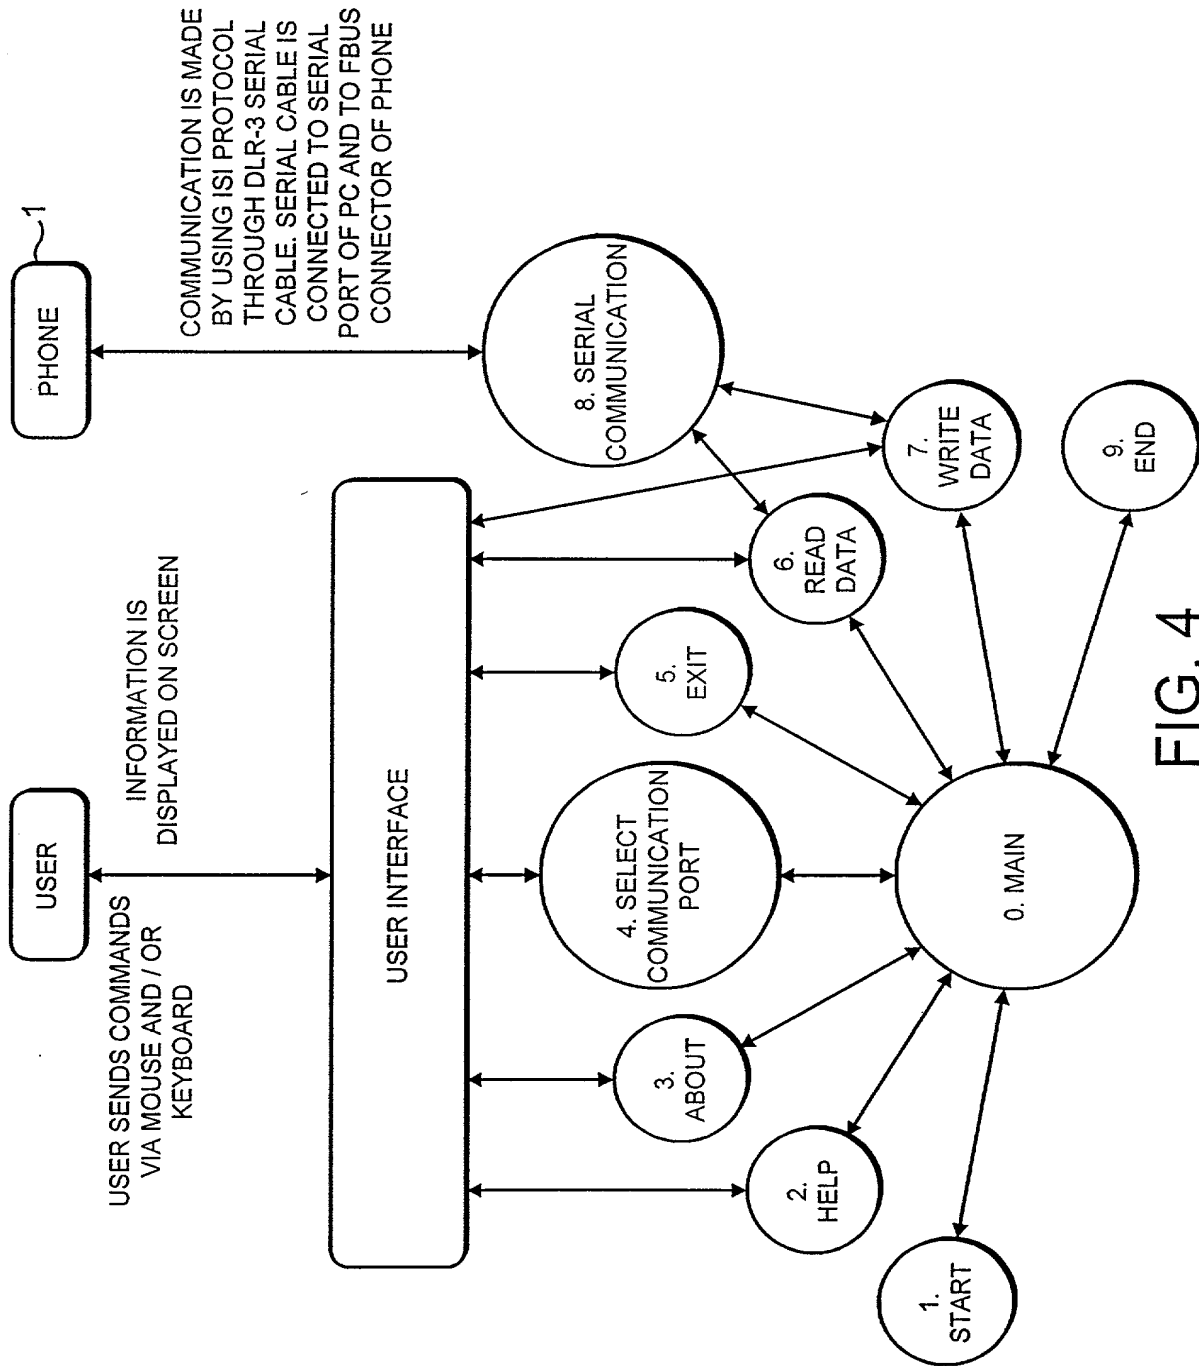 USER
PHONE
1
USER SENDS COMMANDS
VIA MOUSE AND / OR
KEYBOARD
INFORMATION IS
DISPLAYED ON SCREEN
COMMUNICATION IS MADE
BY USING ISI PROTOCOL
THROUGH DLR-3 SERIAL
CABLE. SERIAL CABLE IS
CONNECTED TO SERIAL
PORT OF PC AND TO FBUS
CONNECTOR OF PHONE
USER INTERFACE
8. SERIAL
COMMUNICATION
4. SELECT
COMMUNICATION
PORT
3.
ABOUT
5.
EXIT
2.
HELP
6.
READ
DATA
1.
START
7.
WRITE
DATA
0. MAIN
9.
END
FIG. 4